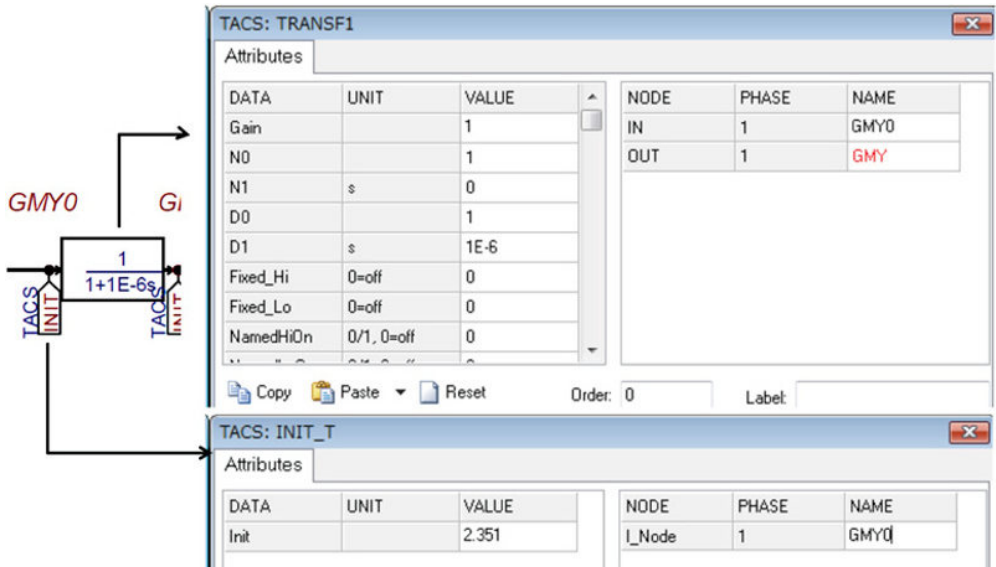 TACS: TRANSF1
Attributes
DATA UNIT VALUE
Gain 1
N0 1
N1 s 0
D0 1
D1 s 1E-6
Fixed_Hi 0=off 0
Fixed_Lo 0=off 0
NamedHiOn 0/1, 0=off 0
NODE PHASE NAME
IN 1 GMY0
OUT 1 GMY
Copy Paste Reset Order: 0 Label:
GMY0
1
1+1E-6s
TACS
INIT
TACS
INIT
TACS: INIT_T
Attributes
DATA UNIT VALUE
Init 2.351
NODE PHASE NAME
I_Node 1 GMY0